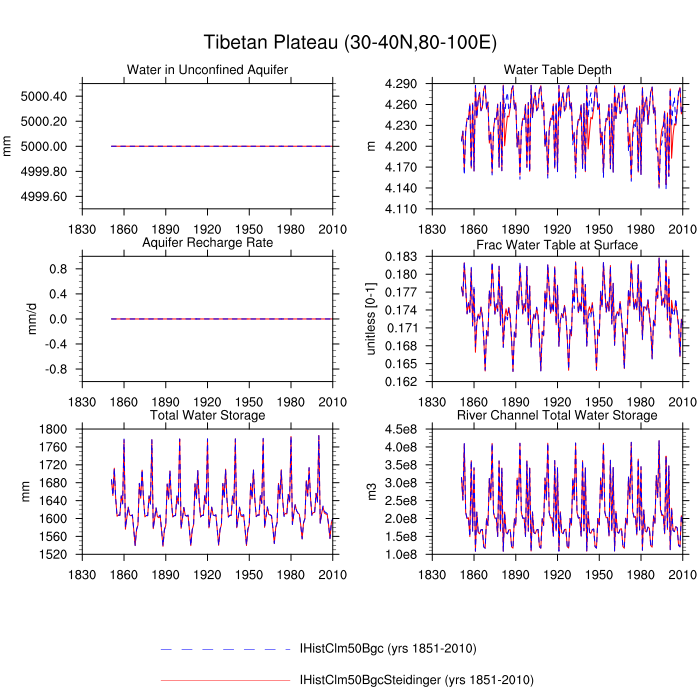 Tibetan Plateau (30-40N,80-100E)
Water in Unconfined Aquifer
5000.40
5000.20
5000.00
4999.80
4999.60
mm
1830 1860 1890 1920 1950 1980 2010
Water Table Depth
4.290
4.260
4.230
4.200
4.170
4.140
4.110
m
1830 1860 1890 1920 1950 1980 2010
Aquifer Recharge Rate
0.8
0.4
0.0
-0.4
-0.8
mm/d
1830 1860 1890 1920 1950 1980 2010
Frac Water Table at Surface
0.183
0.180
0.177
0.174
0.171
0.168
0.165
0.162
unitless [0-1]
1830 1860 1890 1920 1950 1980 2010
Total Water Storage
1800
1760
1720
1680
1640
1600
1560
1520
mm
1830 1860 1890 1920 1950 1980 2010
River Channel Total Water Storage
4.5e8
4.0e8
3.5e8
3.0e8
2.5e8
2.0e8
1.5e8
1.0e8
m3
1830 1860 1890 1920 1950 1980 2010
IHistClm50Bgc (yrs 1851-2010)
IHistClm50BgcSteidinger (yrs 1851-2010)